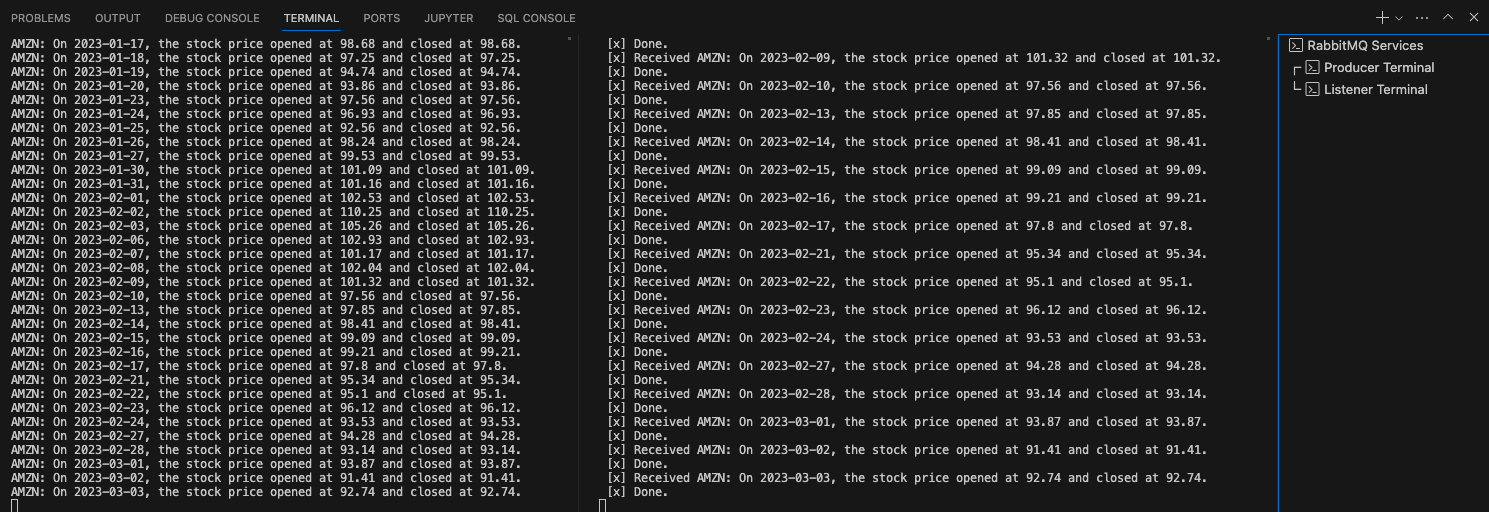 PROBLEMS OUTPUT DEBUG CONSOLE TERMINAL PORTS JUPYTER SQL CONSOLE
AMZN: On 2023-01-17, the stock price opened at 98.68 and closed at 98.68.
AMZN: On 2023-01-18, the stock price opened at 97.25 and closed at 97.25.
AMZN: On 2023-01-19, the stock price opened at 94.74 and closed at 94.74.
AMZN: On 2023-01-20, the stock price opened at 93.86 and closed at 93.86.
AMZN: On 2023-01-23, the stock price opened at 97.56 and closed at 97.56.
AMZN: On 2023-01-24, the stock price opened at 96.93 and closed at 96.93.
AMZN: On 2023-01-25, the stock price opened at 92.56 and closed at 92.56.
AMZN: On 2023-01-26, the stock price opened at 98.24 and closed at 98.24.
AMZN: On 2023-01-27, the stock price opened at 99.53 and closed at 99.53.
AMZN: On 2023-01-30, the stock price opened at 101.09 and closed at 101.09.
AMZN: On 2023-01-31, the stock price opened at 101.16 and closed at 101.16.
AMZN: On 2023-02-01, the stock price opened at 102.53 and closed at 102.53.
AMZN: On 2023-02-02, the stock price opened at 110.25 and closed at 110.25.
AMZN: On 2023-02-03, the stock price opened at 105.26 and closed at 105.26.
AMZN: On 2023-02-06, the stock price opened at 102.93 and closed at 102.93.
AMZN: On 2023-02-07, the stock price opened at 101.17 and closed at 101.17.
AMZN: On 2023-02-08, the stock price opened at 102.04 and closed at 102.04.
AMZN: On 2023-02-09, the stock price opened at 101.32 and closed at 101.32.
AMZN: On 2023-02-10, the stock price opened at 97.56 and closed at 97.56.
AMZN: On 2023-02-13, the stock price opened at 97.85 and closed at 97.85.
AMZN: On 2023-02-14, the stock price opened at 98.41 and closed at 98.41.
AMZN: On 2023-02-15, the stock price opened at 99.09 and closed at 99.09.
AMZN: On 2023-02-16, the stock price opened at 99.21 and closed at 99.21.
AMZN: On 2023-02-17, the stock price opened at 97.8 and closed at 97.8.
AMZN: On 2023-02-21, the stock price opened at 95.34 and closed at 95.34.
AMZN: On 2023-02-22, the stock price opened at 95.1 and closed at 95.1.
AMZN: On 2023-02-23, the stock price opened at 96.12 and closed at 96.12.
AMZN: On 2023-02-24, the stock price opened at 93.53 and closed at 93.53.
AMZN: On 2023-02-27, the stock price opened at 94.28 and closed at 94.28.
AMZN: On 2023-02-28, the stock price opened at 93.14 and closed at 93.14.
AMZN: On 2023-03-01, the stock price opened at 93.87 and closed at 93.87.
AMZN: On 2023-03-02, the stock price opened at 91.41 and closed at 91.41.
AMZN: On 2023-03-03, the stock price opened at 92.74 and closed at 92.74.
[x] Done.
[x] Received AMZN: On 2023-02-09, the stock price opened at 101.32 and closed at 101.32.
[x] Done.
[x] Received AMZN: On 2023-02-10, the stock price opened at 97.56 and closed at 97.56.
[x] Done.
[x] Received AMZN: On 2023-02-13, the stock price opened at 97.85 and closed at 97.85.
[x] Done.
[x] Received AMZN: On 2023-02-14, the stock price opened at 98.41 and closed at 98.41.
[x] Done.
[x] Received AMZN: On 2023-02-15, the stock price opened at 99.09 and closed at 99.09.
[x] Done.
[x] Received AMZN: On 2023-02-16, the stock price opened at 99.21 and closed at 99.21.
[x] Done.
[x] Received AMZN: On 2023-02-17, the stock price opened at 97.8 and closed at 97.8.
[x] Done.
[x] Received AMZN: On 2023-02-21, the stock price opened at 95.34 and closed at 95.34.
[x] Done.
[x] Received AMZN: On 2023-02-22, the stock price opened at 95.1 and closed at 95.1.
[x] Done.
[x] Received AMZN: On 2023-02-23, the stock price opened at 96.12 and closed at 96.12.
[x] Done.
[x] Received AMZN: On 2023-02-24, the stock price opened at 93.53 and closed at 93.53.
[x] Done.
[x] Received AMZN: On 2023-02-27, the stock price opened at 94.28 and closed at 94.28.
[x] Done.
[x] Received AMZN: On 2023-02-28, the stock price opened at 93.14 and closed at 93.14.
[x] Done.
[x] Received AMZN: On 2023-03-01, the stock price opened at 93.87 and closed at 93.87.
[x] Done.
[x] Received AMZN: On 2023-03-02, the stock price opened at 91.41 and closed at 91.41.
[x] Done.
[x] Received AMZN: On 2023-03-03, the stock price opened at 92.74 and closed at 92.74.
[x] Done.
RabbitMQ Services
Producer Terminal
Listener Terminal